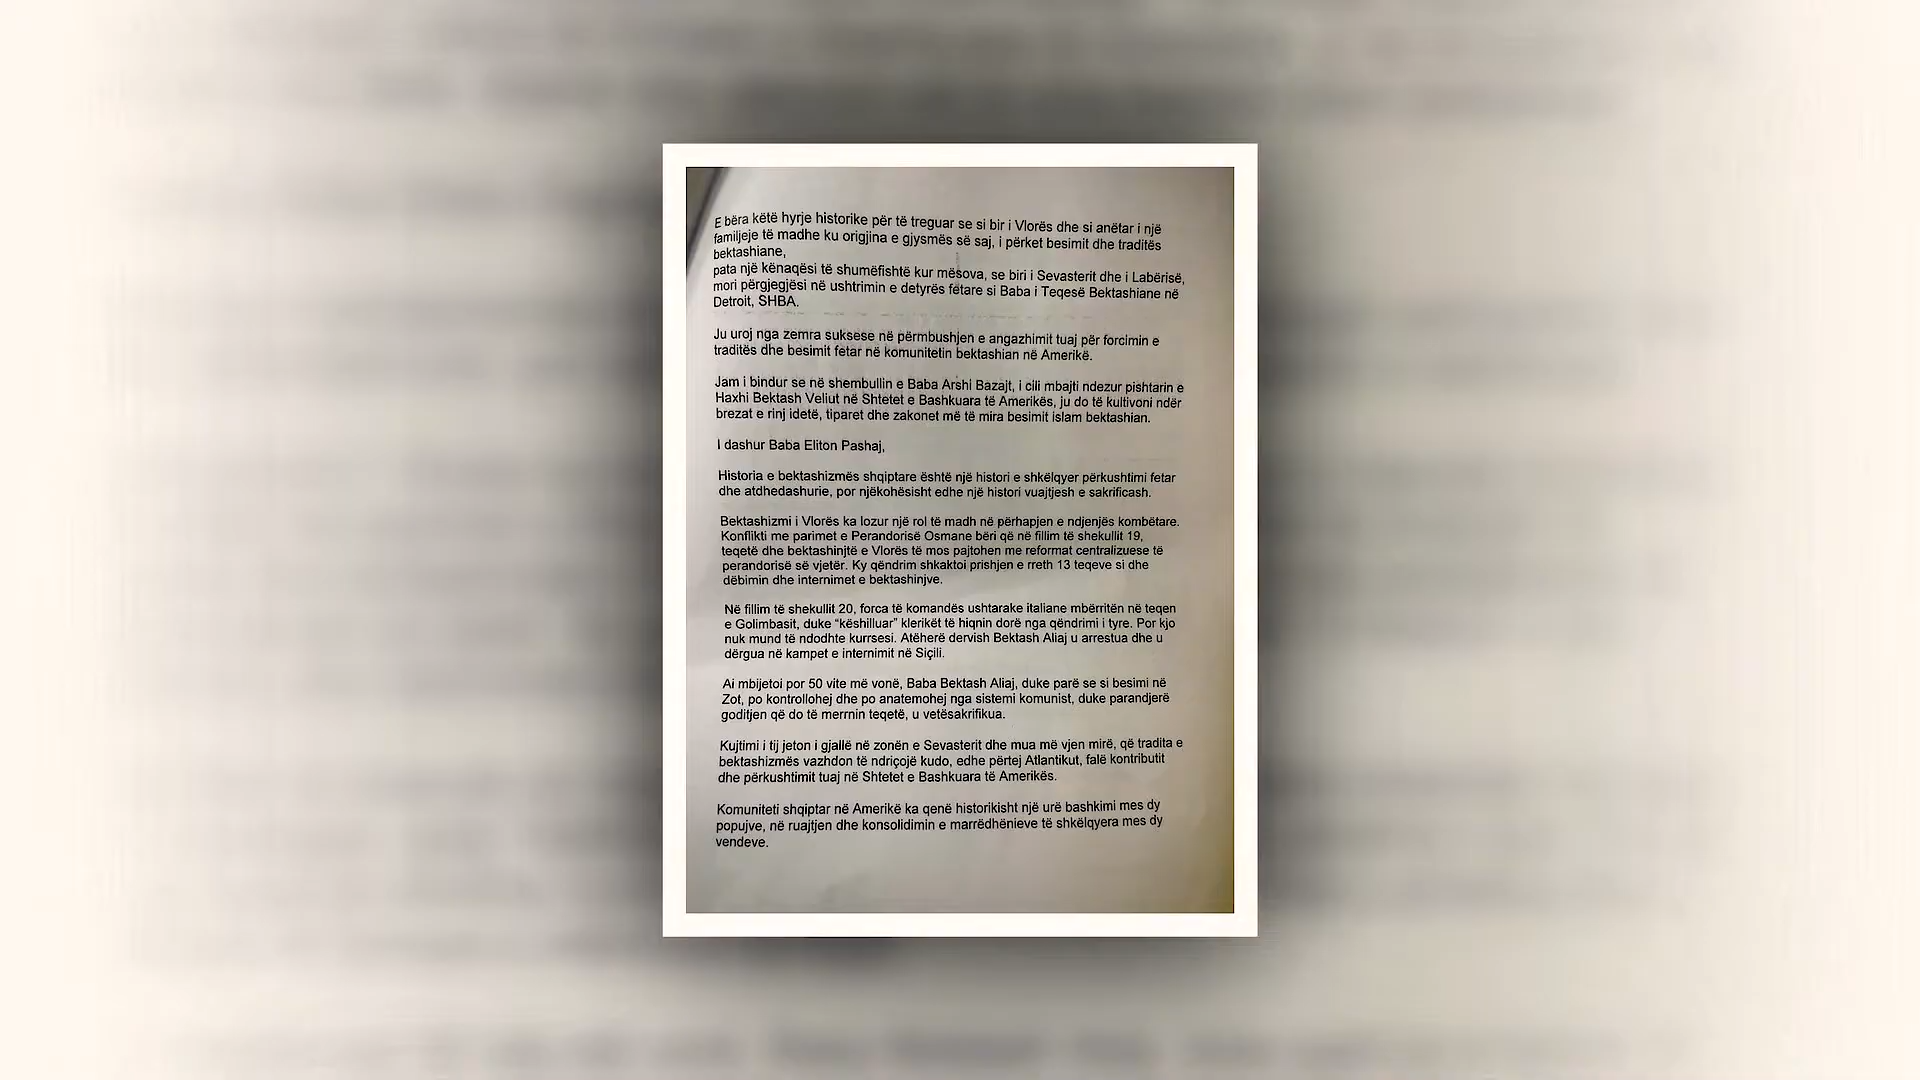 E bëra këtë hyrje historike për të treguar se si bir i Vlorës dhe si anëtar i një
familjeje të madhe ku origjina e gjysmës së saj, i përket besimit dhe traditës
bektashiane,
pata një kënaqësi të shumëfishtë kur mësova, se biri i Sevasterit dhe i Labërisë,
mori përgjegjësi në ushtrimin e detyrës fetare si Baba i Teqesë Bektashiane në
Detroit, SHBA.
Ju uroj nga zemra suksese në përmbushjen e angazhimit tuaj për forcimin e
traditës dhe besimit fetar në komunitetin bektashian në Amerikë.
Jam i bindur se në shembullin e Baba Arshi Bazajt, i cili mbajti ndezur pishtarin e
Haxhi Bektash Veliut në Shtetet e Bashkuara të Amerikës, ju do të kultivoni ndër
brezat e rinj idetë, tiparet dhe zakonet më të mira besimit islam bektashian.
I dashur Baba Eliton Pashaj,
Historia e bektashizmës shqiptare është një histori e shkëlqyer përkushtimi fetar
dhe atdhedashurie, por njëkohësisht edhe një histori vuajtjesh e sakrificash.
Bektashizmi i Vlorës ka lozur një rol të madh në përhapjen e ndjenjës kombëtare.
Konflikti me parimet e Perandorisë Osmane bëri që në fillim të shekullit 19,
teqetë dhe bektashinjtë e Vlorës të mos pajtohen me reformat centralizuese të
perandorisë së vjetër. Ky qëndrim shkaktoi prishjen e rreth 13 teqeve si dhe
dëbimin dhe internimet e bektashinjve.
Në fillim të shekullit 20, forca të komandës ushtarake italiane mbërritën në teqen
e Golimbasit, duke “këshilluar” klerikët të hiqnin dorë nga qëndrimi i tyre. Por kjo
nuk mund të ndodhte kurrsesi. Atëherë dervish Bektash Aliaj u arrestua dhe u
dërgua në kampet e internimit në Siçili.
Ai mbijetoi por 50 vite më vonë, Baba Bektash Aliaj, duke parë se si besimi në
Zot, po kontrollohej dhe po anatemohej nga sistemi komunist, duke parandjerë
goditjen që do të merrnin teqetë, u vetësakrifikua.
Kujtimi i tij jeton i gjallë në zonën e Sevasterit dhe mua më vjen mirë, që tradita e
bektashizmës vazhdon të ndriçojë kudo, edhe përtej Atlantikut, falë kontributit
dhe përkushtimit tuaj në Shtetet e Bashkuara të Amerikës.
Komuniteti shqiptar në Amerikë ka qenë historikisht një urë bashkimi mes dy
popujve, në ruajtjen dhe konsolidimin e marrëdhënieve të shkëlqyera mes dy
vendeve.